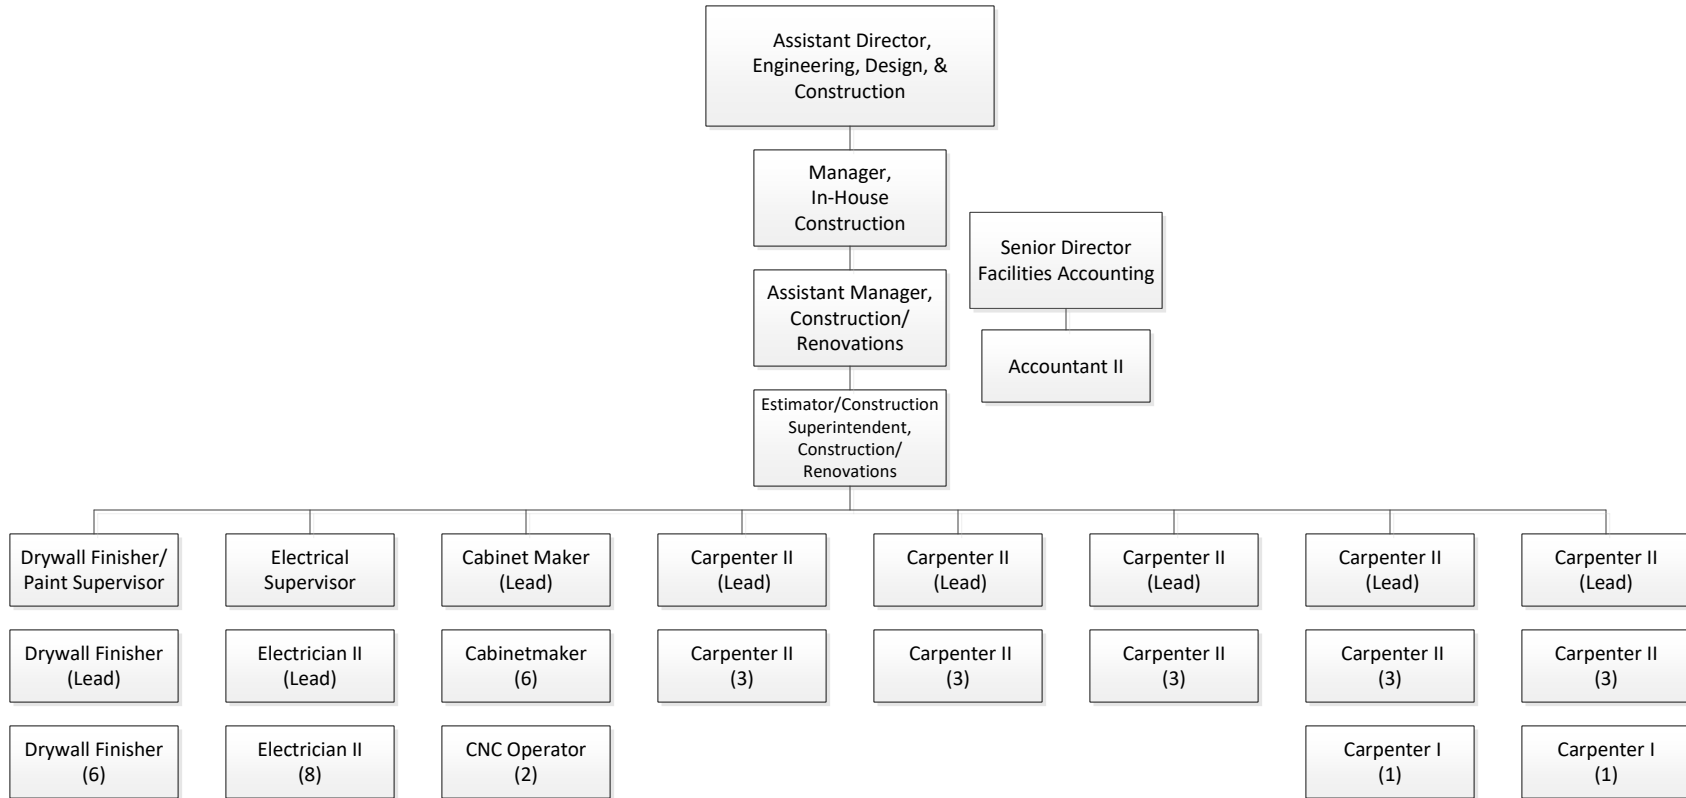 Assistant Director,
Engineering, Design, &
Construction
Manager,
In-House
Construction
Senior Director
Facilities Accounting
Assistant Manager,
Construction/
Renovations
Accountant II
Estimator/Construction
Superintendent,
Construction/
Renovations
Drywall Finisher/
Paint Supervisor
Electrical
Supervisor
Cabinet Maker
(Lead)
Carpenter II
(Lead)
Carpenter II
(Lead)
Carpenter II
(Lead)
Carpenter II
(Lead)
Carpenter II
(Lead)
Drywall Finisher
(Lead)
Electrician II
(Lead)
Cabinetmaker
(6)
Carpenter II
(3)
Carpenter II
(3)
Carpenter II
(3)
Carpenter II
(3)
Carpenter II
(3)
Drywall Finisher
(6)
Electrician II
(8)
CNC Operator
(2)
Carpenter I
(1)
Carpenter I
(1)